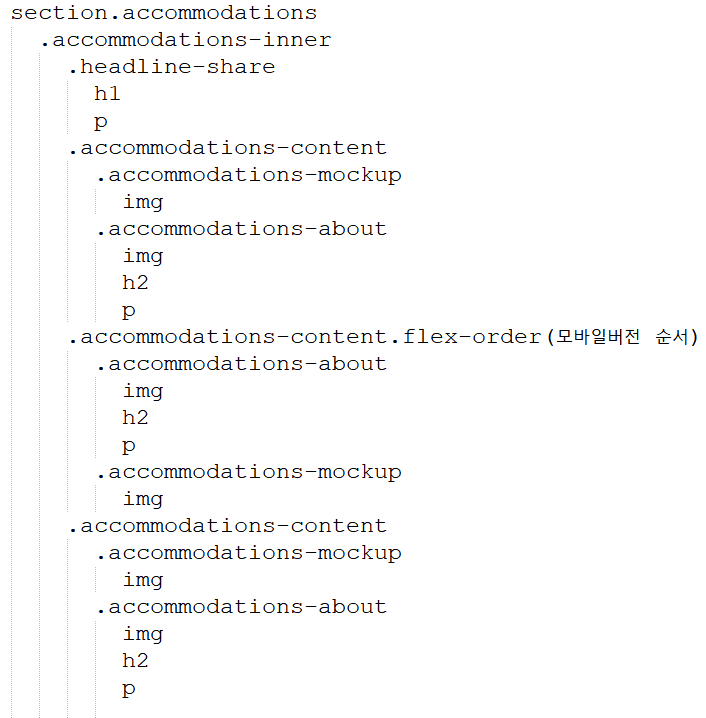 section.accommodations
.accommodations-inner
.headline-share
h1
p
.accommodations-content
.accommodations-mockup
img
.accommodations-about
img
h2
p
.accommodations-content.flex-order(모바일버전 순서)
.accommodations-about
img
h2
p
.accommodations-mockup
img
.accommodations-content
.accommodations-mockup
img
.accommodations-about
img
h2
p